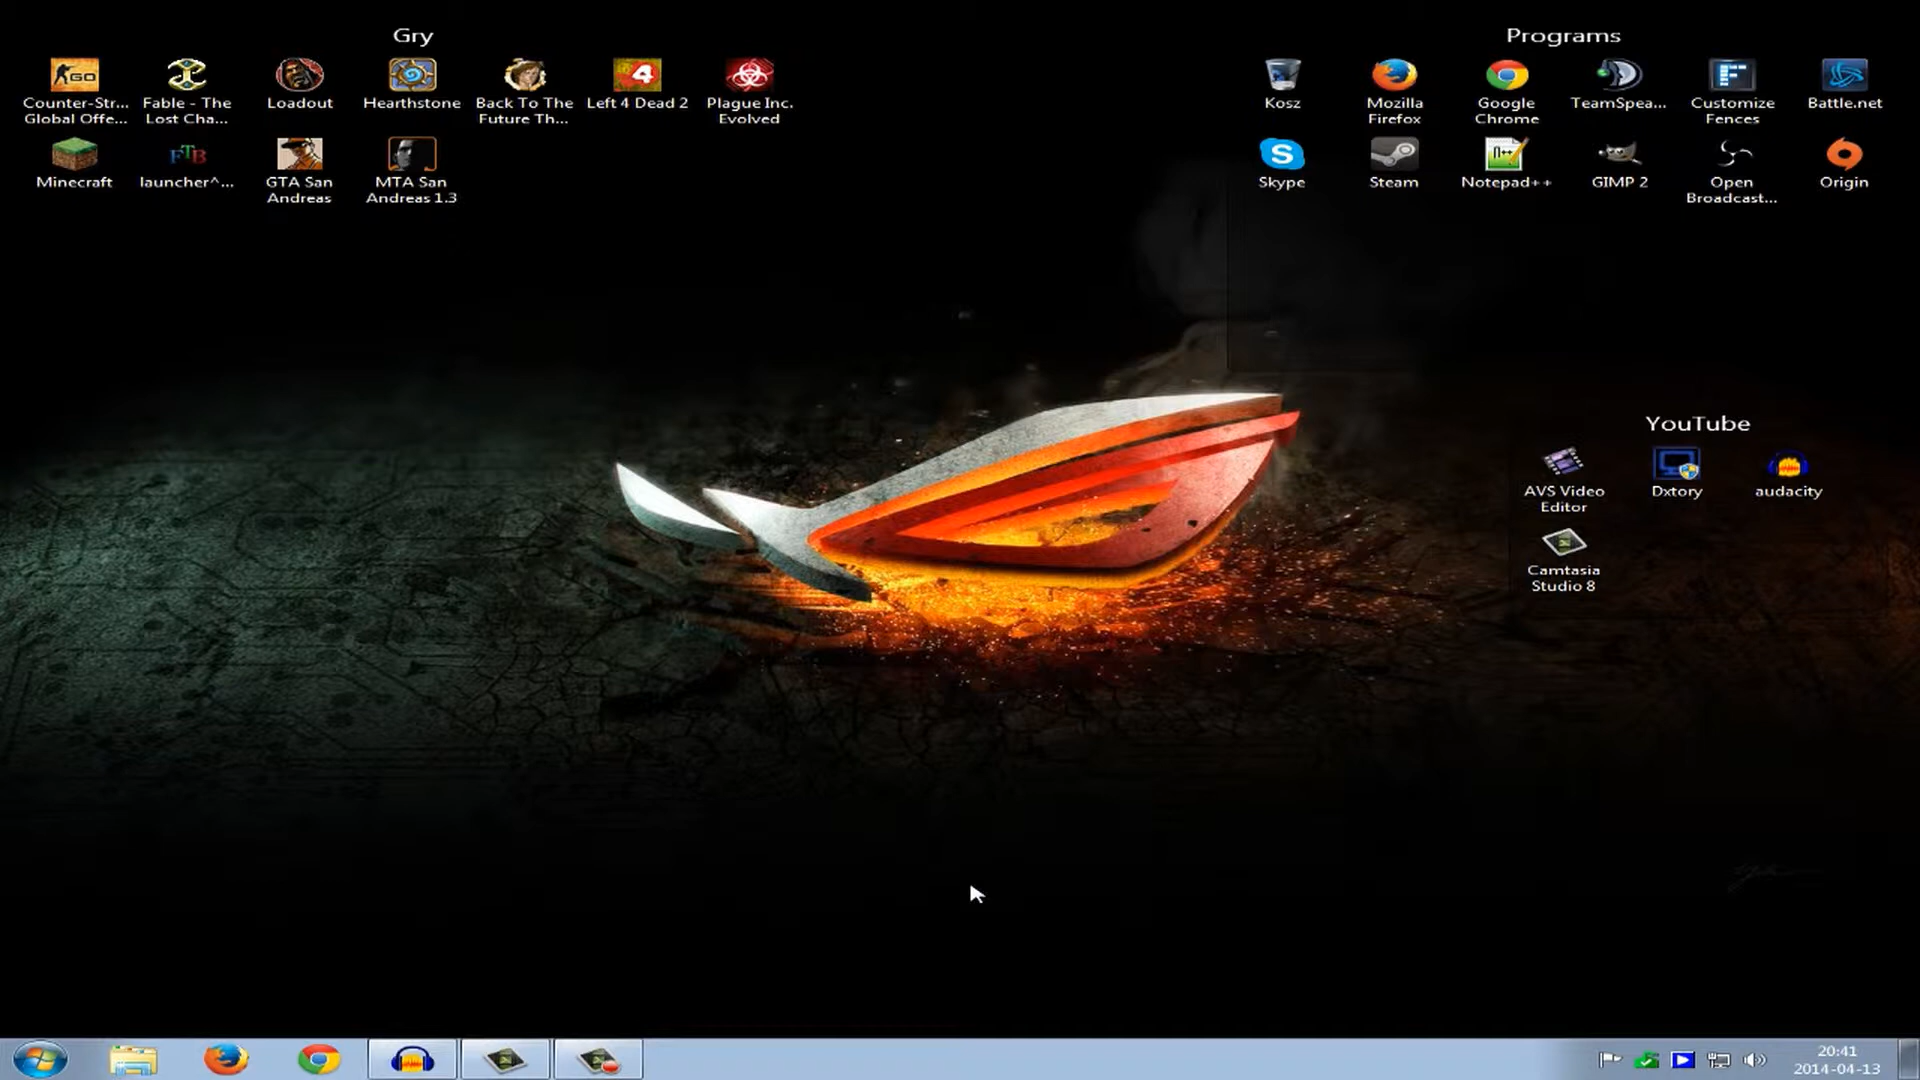 Gry
Counter-Str...
Global Offe...
Fable - The
Lost Cha...
Loadout
Hearthstone
Back To The
Future Th...
Left 4 Dead 2
Plague Inc.
Evolved
Minecraft
launcher^...
GTA San
Andreas
MTA San
Andreas 1.3
Programs
Kosz
Mozilla
Firefox
Google
Chrome
TeamSpea...
Customize
Fences
Battle.net
Skype
Steam
Notepad++
GIMP 2
Open
Broadcast...
Origin
YouTube
AVS Video
Editor
Dxtory
audacity
Camtasia
Studio 8
GO
4
FTB
20:41
2014-04-13